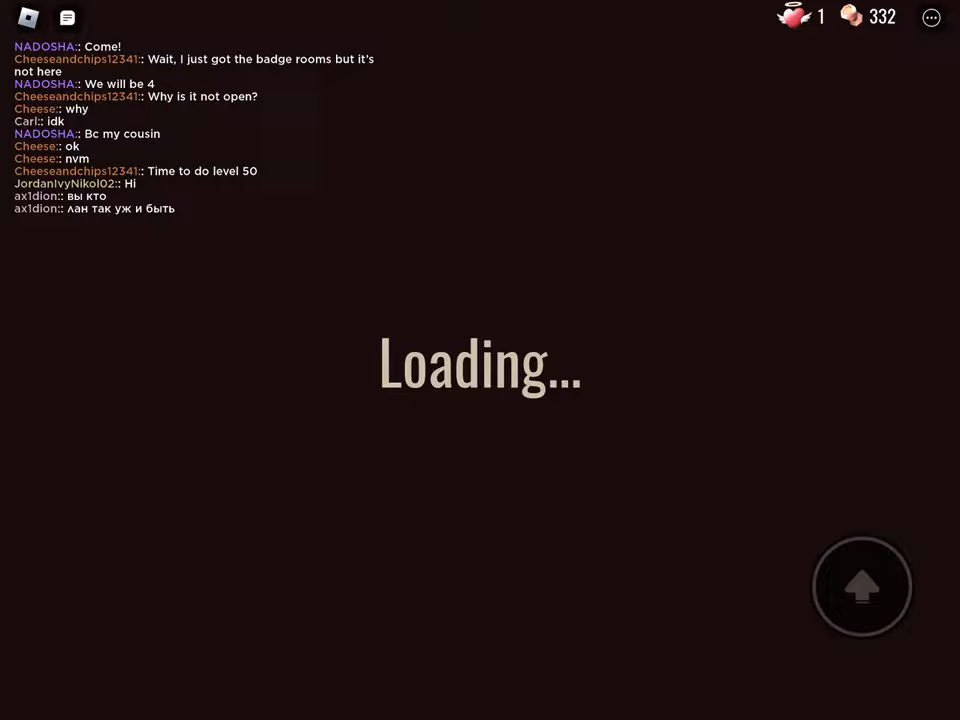 1
332
NADOSHA:: Come!
Cheeseandchips12341:: Wait, I just got the badge rooms but it's
not here
NADOSHA:: We will be 4
Cheeseandchips12341:: Why is it not open?
Cheese:: why
Carl:: idk
NADOSHA:: Bc my cousin
Cheese:: ok
Cheese:: nvm
Cheeseandchips12341:: Time to do level 50
JordanIvyNikol02:: Hi
ax1dion:: вы кто
ax1dion:: лан так уж и быть
Loading...